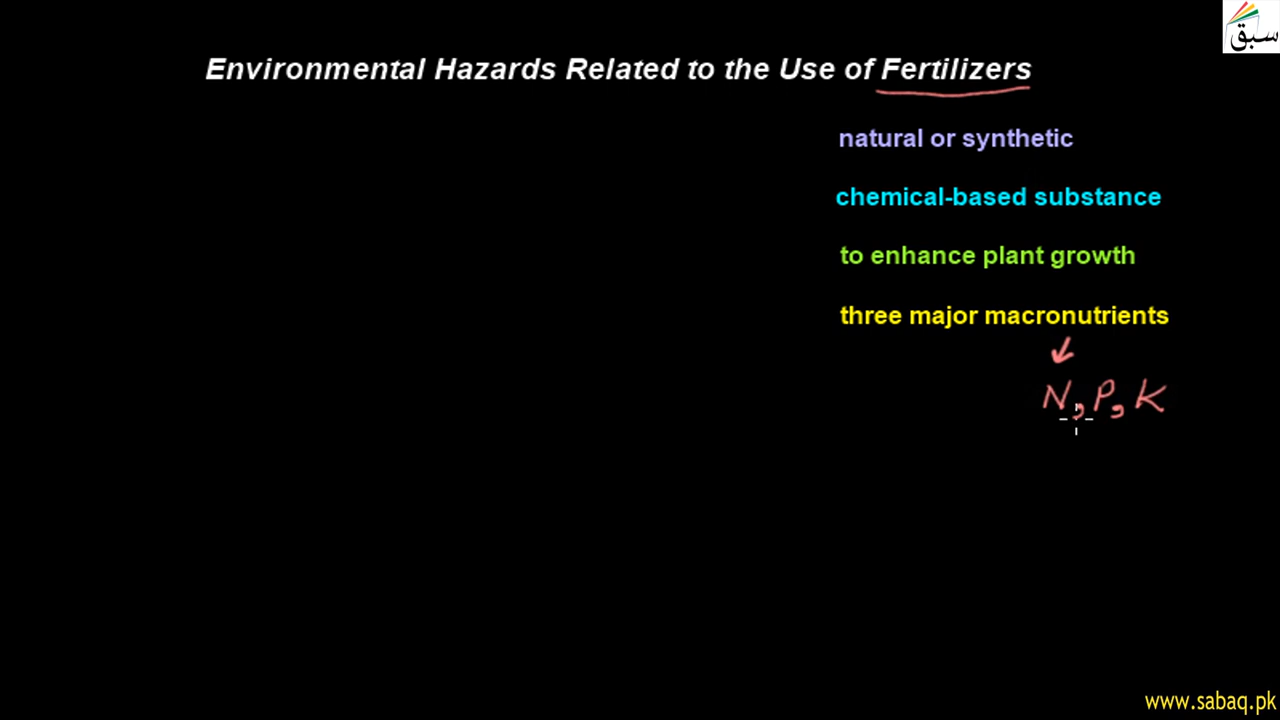 سبق
Environmental Hazards Related to the Use of Fertilizers
natural or synthetic
chemical-based substance
to enhance plant growth
three major macronutrients
N, P, K
www.sabaq.pk